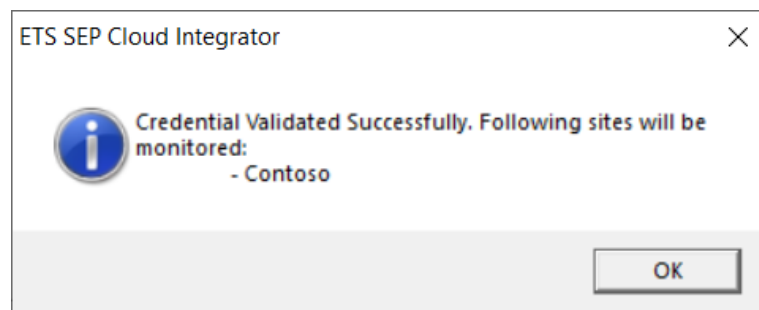 ETS SEP Cloud Integrator
Credential Validated Successfully. Following sites will be
monitored:
- Contoso
OK